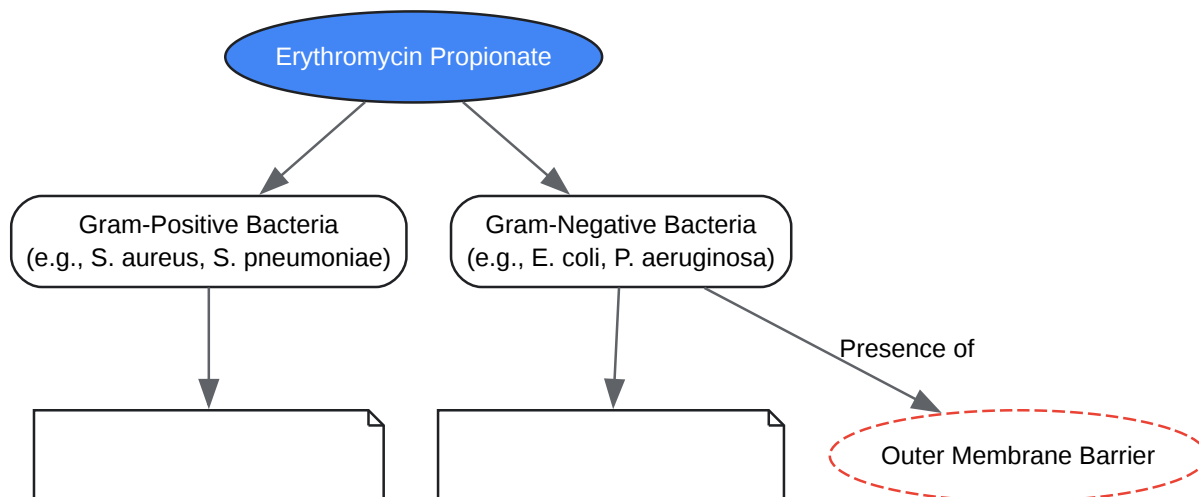 Erythromycin Propionate
Gram-Positive Bacteria
(e.g., S. aureus, S. pneumoniae)
Gram-Negative Bacteria
(e.g., E. coli, P. aeruginosa)
Presence of
Outer Membrane Barrier